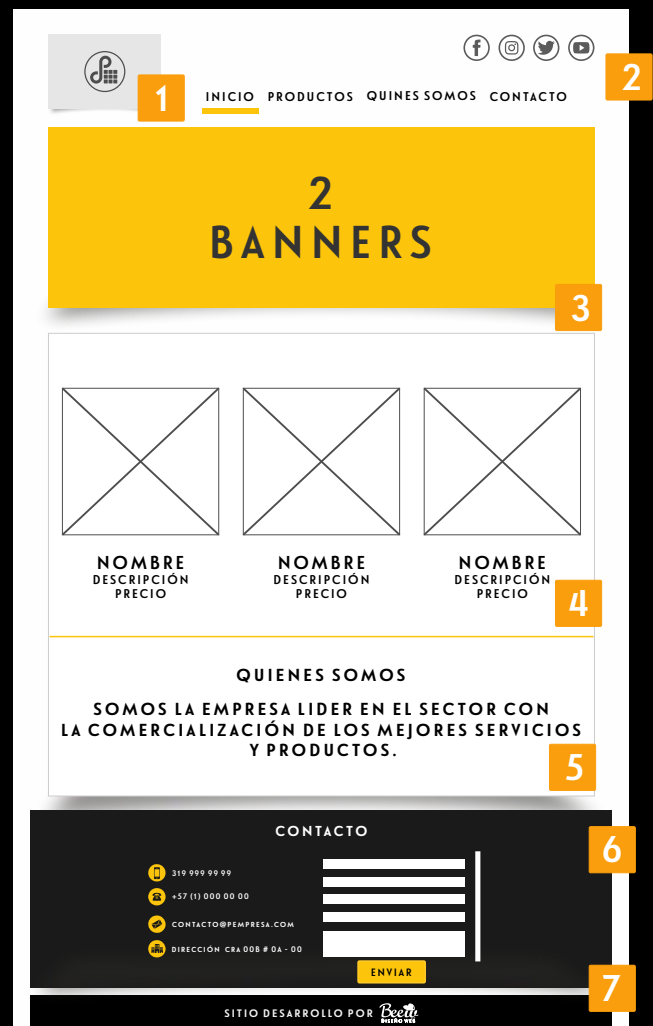 1
2
INICIO PRODUCTOS QUINES SOMOS CONTACTO
2
BANNERS
3
NOMBRE NOMBRE NOMBRE
DESCRIPCIÓN DESCRIPCIÓN DESCRIPCIÓN
PRECIO PRECIO PRECIO
4
QUIENES SOMOS
SOMOS LA EMPRESA LIDER EN EL SECTOR CON
LA COMERCIALIZACIÓN DE LOS MEJORES SERVICIOS
Y PRODUCTOS.
5
CONTACTO
6
319 999 99 99
+57 (1) 000 00 00
CONTACTO@PEMPRESA.COM
DIRECCIÓN CRA 00B # 0A - 00
ENVIAR
7
SITIO DESARROLLO POR
DISEÑO WEB